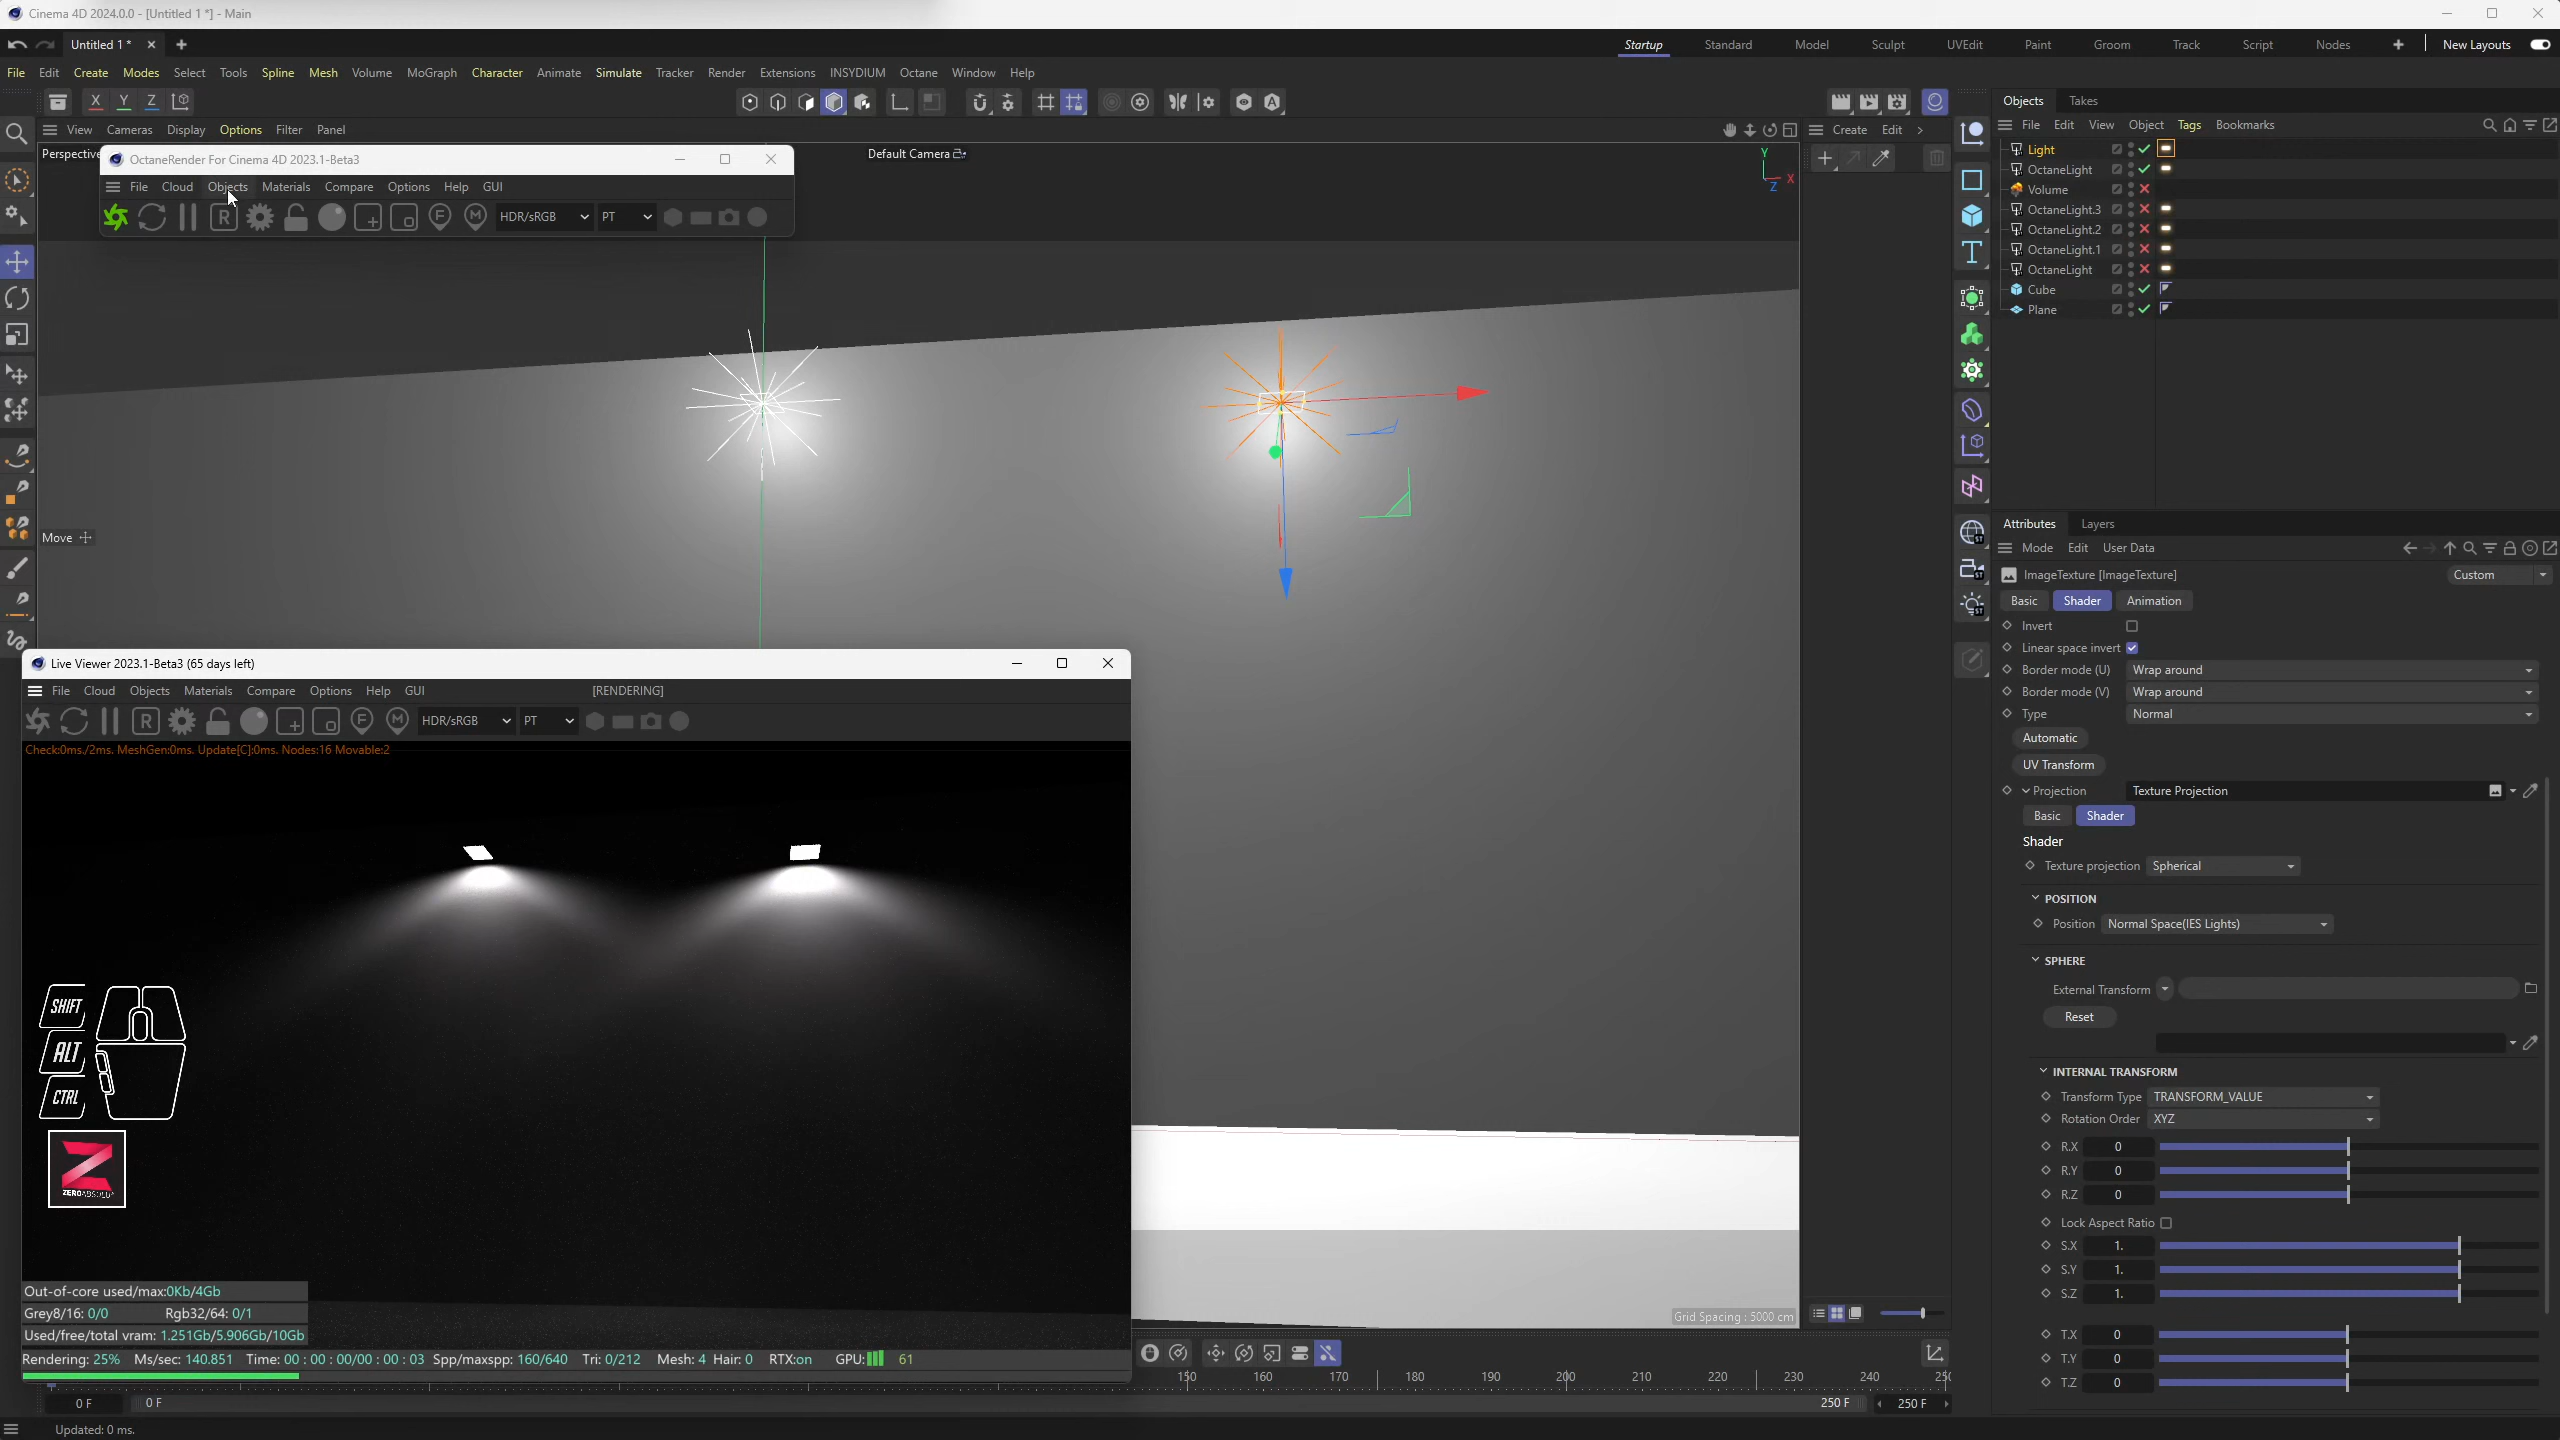 Cinema 4D 2024.0.0 - [Untitled 1 *] - Main
Untitled 1 *
Startup Standard Model Sculpt UVEdit Paint Groom Track Script Nodes New Layouts
File Edit Create Modes Select Tools Spline Mesh Volume MoGraph Character Animate Simulate Tracker Render Extensions INSYDIUM Octane Window Help
X Y Z
View Cameras Display Options Filter Panel
Create Edit
Perspective
Default Camera
Y
X
Z
OctaneRender For Cinema 4D 2023.1-Beta3
File Cloud Objects Materials Compare Options Help GUI
R HDR/sRGB PT
Move
Live Viewer 2023.1-Beta3 (65 days left)
File Cloud Objects Materials Compare Options Help GUI [RENDERING]
R HDR/sRGB PT
Check:0ms./2ms. MeshGen:0ms. Update[C]:0ms. Nodes:16 Movable:2
SHIFT
ALT
CTRL
ZEROABSOLU
Out-of-core used/max:0Kb/4Gb
Grey8/16: 0/0 Rgb32/64: 0/1
Used/free/total vram: 1.251Gb/5.906Gb/10Gb
Rendering: 25% Ms/sec: 140.851 Time: 00 : 00 : 00/00 : 00 : 03 Spp/maxspp: 160/640 Tri: 0/212 Mesh: 4 Hair: 0 RTX:on GPU: 61
Grid Spacing : 5000 cm
150 160 170 180 190 200 210 220 230 240 25
0 F 0 F 250 F 250 F
Updated: 0 ms.
Objects Takes
File Edit View Object Tags Bookmarks
Light
OctaneLight
Volume
OctaneLight.3
OctaneLight.2
OctaneLight.1
OctaneLight
Cube
Plane
Attributes Layers
Mode Edit User Data
ImageTexture [ImageTexture] Custom
Basic Shader Animation
Invert
Linear space invert
Border mode (U) Wrap around
Border mode (V) Wrap around
Type Normal
Automatic
UV Transform
Projection Texture Projection
Basic Shader
Shader
Texture projection Spherical
POSITION
Position Normal Space(IES Lights)
SPHERE
External Transform
Reset
INTERNAL TRANSFORM
Transform Type TRANSFORM_VALUE
Rotation Order XYZ
R.X 0
R.Y 0
R.Z 0
Lock Aspect Ratio
S.X 1.
S.Y 1.
S.Z 1.
T.X 0
T.Y 0
T.Z 0